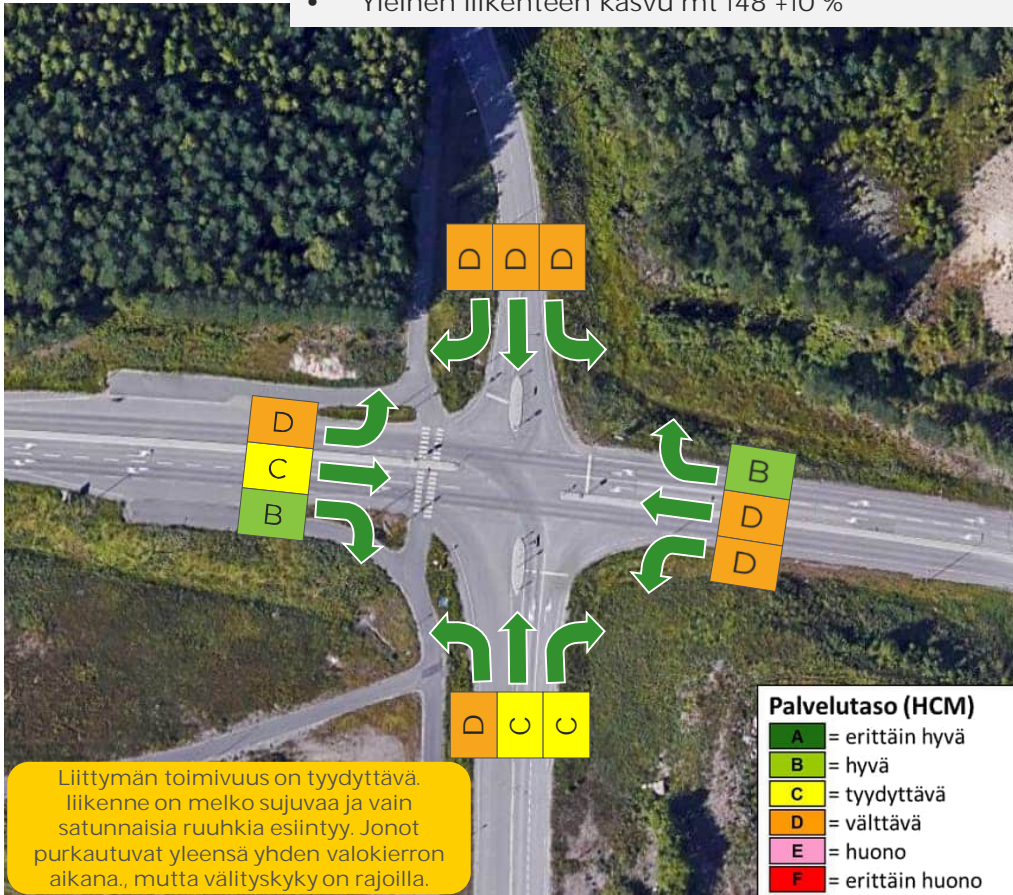 • Yleinen liikenteen kasvu mt 148 +10 %
D D D
D
C
B
B
D
D
D C C
Palvelutaso (HCM)
A = erittäin hyvä
B = hyvä
C = tyydyttävä
D = välttävä
E = huono
F = erittäin huono
Liittymän toimivuus on tyydyttävä.
liikenne on melko sujuvaa ja vain
satunnaisia ruuhkia esiintyy. Jonot
purkautuvat yleensä yhden valokierron
aikana., mutta välityskyky on rajoilla.